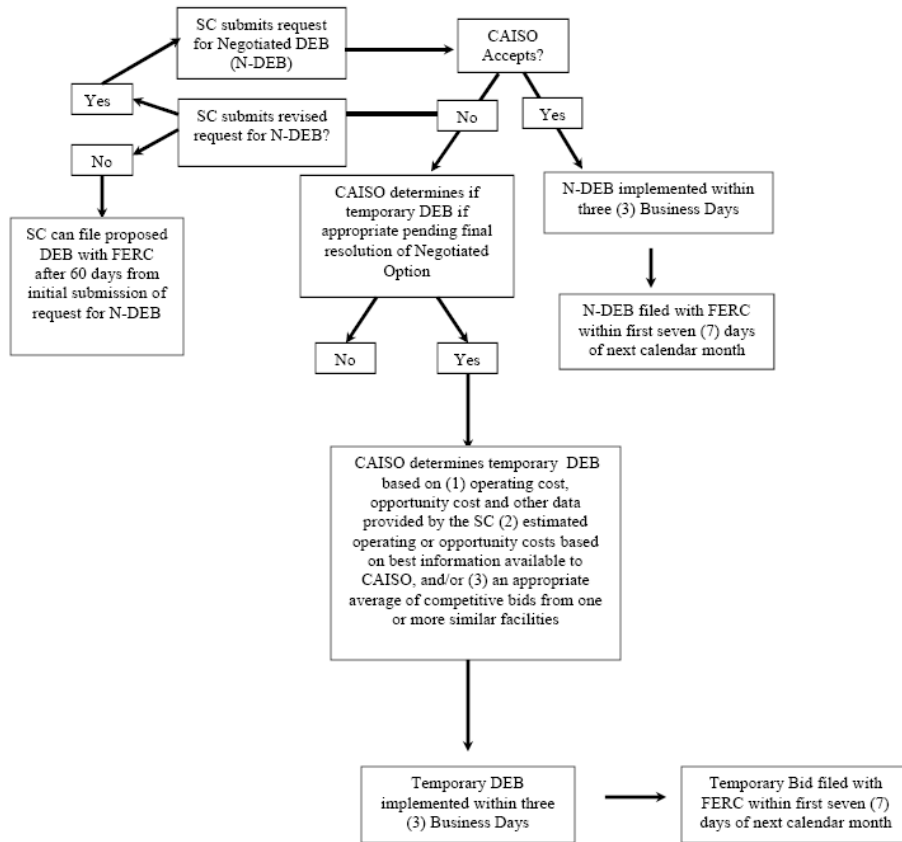 SC submits request
for Negotiated DEB
(N-DEB)
CAISO
Accepts?
Yes
SC submits revised
request for N-DEB?
No
Yes
No
CAISO determines if
temporary DEB if
appropriate pending final
resolution of Negotiated
Option
N-DEB implemented within
three (3) Business Days
SC can file proposed
DEB with FERC
after 60 days from
initial submission of
request for N-DEB
N-DEB filed with FERC
within first seven (7) days
of next calendar month
No
Yes
CAISO determines temporary DEB
based on (1) operating cost,
opportunity cost and other data
provided by the SC (2) estimated
operating or opportunity costs based
on best information available to
CAISO, and/or (3) an appropriate
average of competitive bids from one
or more similar facilities
Temporary DEB
implemented within three
(3) Business Days
Temporary Bid filed with
FERC within first seven (7)
days of next calendar month